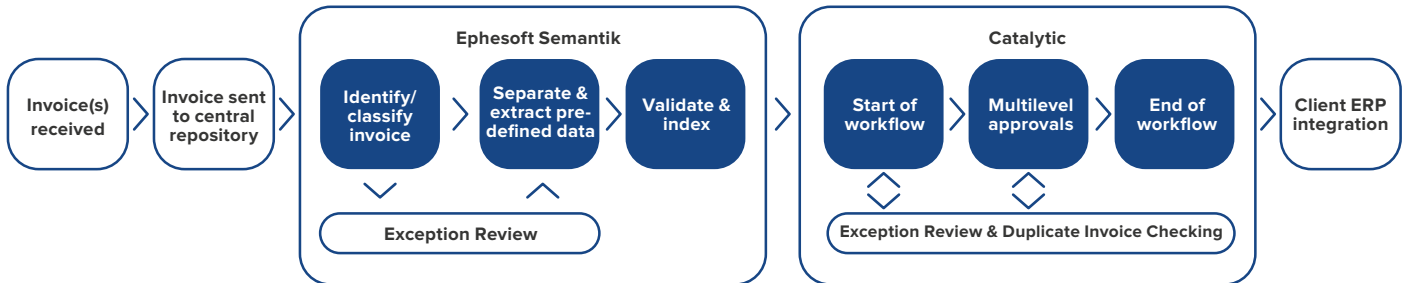 Invoice(s)
received
Invoice sent
to central
repository
Ephesoft Semantik
Identify/
classify
invoice
Separate &
extract pre-
defined data
Validate &
index
Exception Review
Catalytic
Start of
workflow
Multilevel
approvals
End of
workflow
Exception Review & Duplicate Invoice Checking
Client ERP
integration